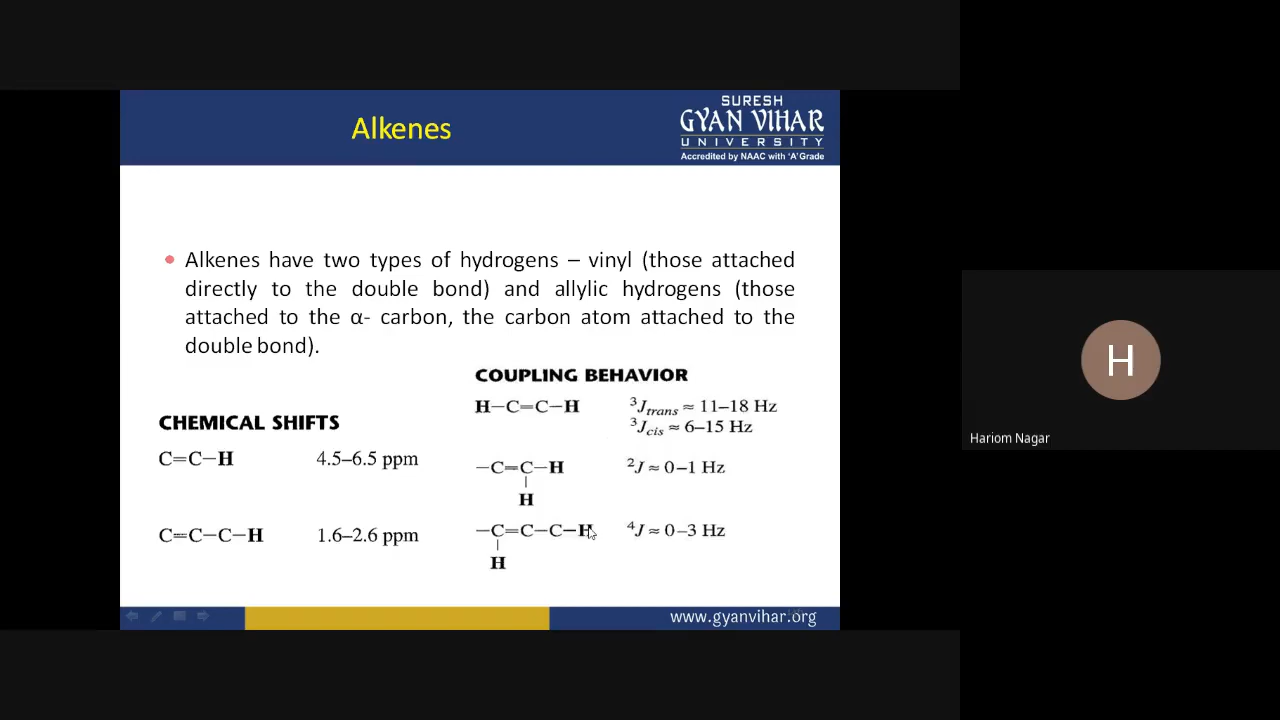 Alkenes
SURESH
GYAN VIHAR
UNIVERSITY
Accredited by NAAC with 'A' Grade
• Alkenes have two types of hydrogens – vinyl (those attached
directly to the double bond) and allylic hydrogens (those
attached to the α- carbon, the carbon atom attached to the
double bond).
CHEMICAL SHIFTS
C=C–H 4.5–6.5 ppm
C=C–C–H 1.6–2.6 ppm
COUPLING BEHAVIOR
H–C=C–H ³Jtrans ≈ 11–18 Hz
³Jcis ≈ 6–15 Hz
–C=C–H ²J ≈ 0–1 Hz
H
–C=C–C–H ⁴J ≈ 0–3 Hz
H
www.gyanvihar.org
H
Hariom Nagar